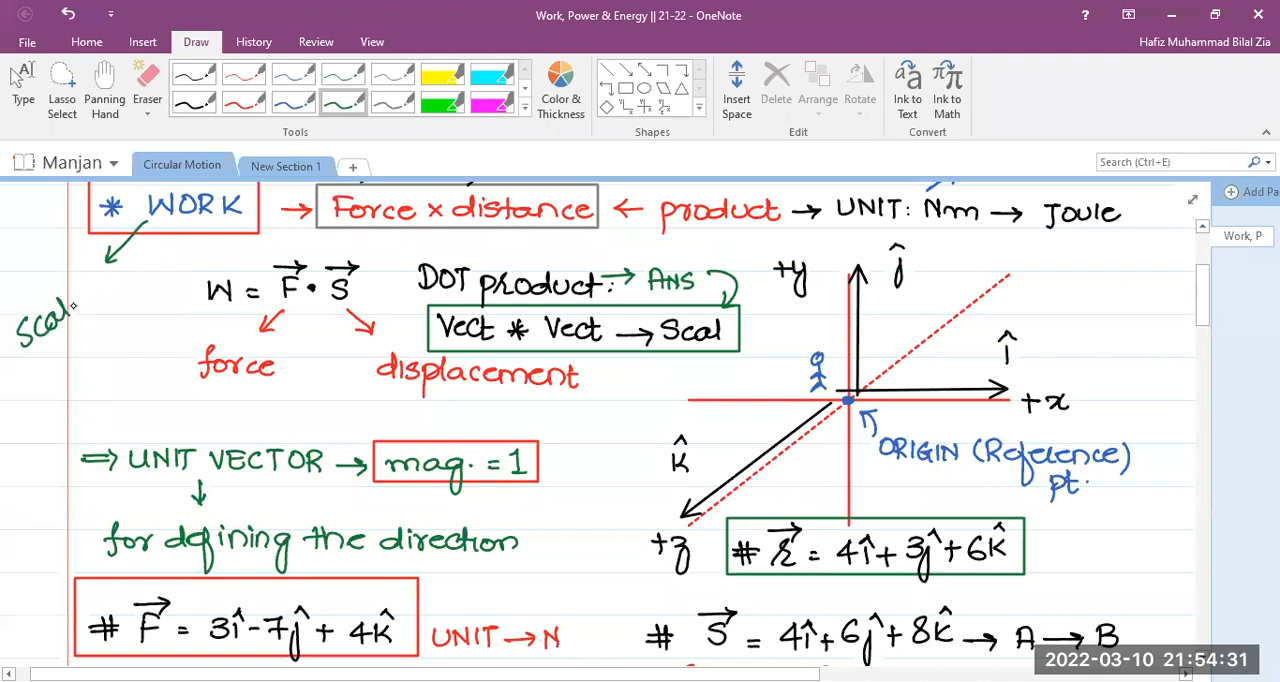 Work, Power & Energy || 21-22 - OneNote
File Home Insert Draw History Review View
Hafiz Muhammad Bilal Zia
Type
Lasso Select
Panning Hand
Eraser
Color & Thickness
Insert Space
Delete
Arrange
Rotate
Ink to Text
Ink to Math
Tools
Shapes
Edit
Convert
Manjan
Circular Motion
New Section 1
Search (Ctrl+E)
Add Pa
Work, P
* WORK → Force × distance ← product → UNIT: Nm → Joule
Scal
W = F⃗ • S⃗
DOT product: → Ans
Vect * Vect → Scal
force
displacement
+y
ĵ
î
+x
ORIGIN (Reference)
pt.
k̂
+z
⇒ UNIT VECTOR → mag. = 1
↓
for defining the direction
# r⃗ = 4î + 3ĵ + 6k̂
# F⃗ = 3î - 7ĵ + 4k̂
UNIT → N
# S⃗ = 4î + 6ĵ + 8k̂ → A → B
2022-03-10 21:54:31